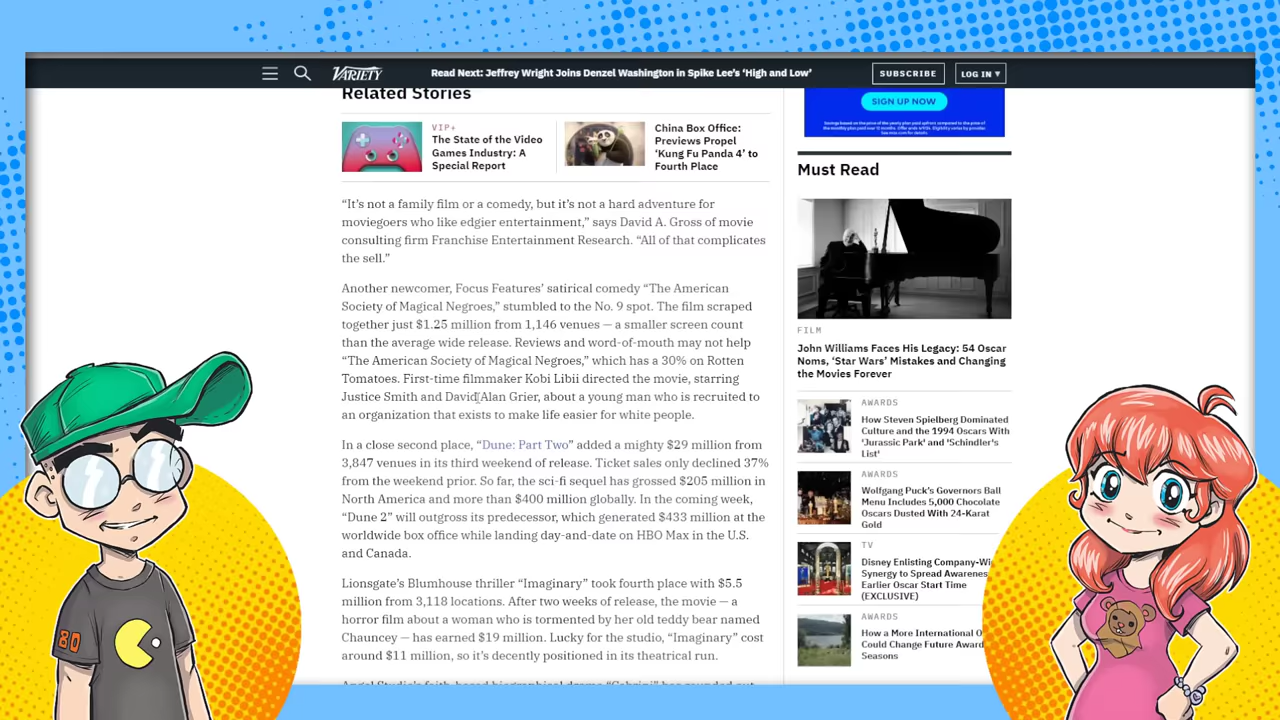 VARIETY
Read Next: Jeffrey Wright Joins Denzel Washington in Spike Lee's 'High and Low'
SUBSCRIBE
LOG IN ▾
Related Stories
VIP+
The State of the Video
Games Industry: A
Special Report
China Box Office:
Previews Propel
'Kung Fu Panda 4' to
Fourth Place
“It's not a family film or a comedy, but it's not a hard adventure for
moviegoers who like edgier entertainment,” says David A. Gross of movie
consulting firm Franchise Entertainment Research. “All of that complicates
the sell.”
Another newcomer, Focus Features' satirical comedy “The American
Society of Magical Negroes,” stumbled to the No. 9 spot. The film scraped
together just $1.25 million from 1,146 venues — a smaller screen count
than the average wide release. Reviews and word-of-mouth may not help
“The American Society of Magical Negroes,” which has a 30% on Rotten
Tomatoes. First-time filmmaker Kobi Libii directed the movie, starring
Justice Smith and David Alan Grier, about a young man who is recruited to
an organization that exists to make life easier for white people.
In a close second place, “Dune: Part Two” added a mighty $29 million from
3,847 venues in its third weekend of release. Ticket sales only declined 37%
from the weekend prior. So far, the sci-fi sequel has grossed $205 million in
North America and more than $400 million globally. In the coming week,
“Dune 2” will outgross its predecessor, which generated $433 million at the
worldwide box office while landing day-and-date on HBO Max in the U.S.
and Canada.
Lionsgate's Blumhouse thriller “Imaginary” took fourth place with $5.5
million from 3,118 locations. After two weeks of release, the movie — a
horror film about a woman who is tormented by her old teddy bear named
Chauncey — has earned $19 million. Lucky for the studio, “Imaginary” cost
around $11 million, so it's decently positioned in its theatrical run.
SIGN UP NOW
Must Read
FILM
John Williams Faces His Legacy: 54 Oscar
Noms, 'Star Wars' Mistakes and Changing
the Movies Forever
AWARDS
How Steven Spielberg Dominated
Culture and the 1994 Oscars With
'Jurassic Park' and 'Schindler's
List'
AWARDS
Wolfgang Puck's Governors Ball
Menu Includes 5,000 Chocolate
Oscars Dusted With 24-Karat
Gold
TV
Disney Enlisting Company-Wi
Synergy to Spread Awareness
Earlier Oscar Start Time
(EXCLUSIVE)
AWARDS
How a More International O
Could Change Future Award
Seasons
80